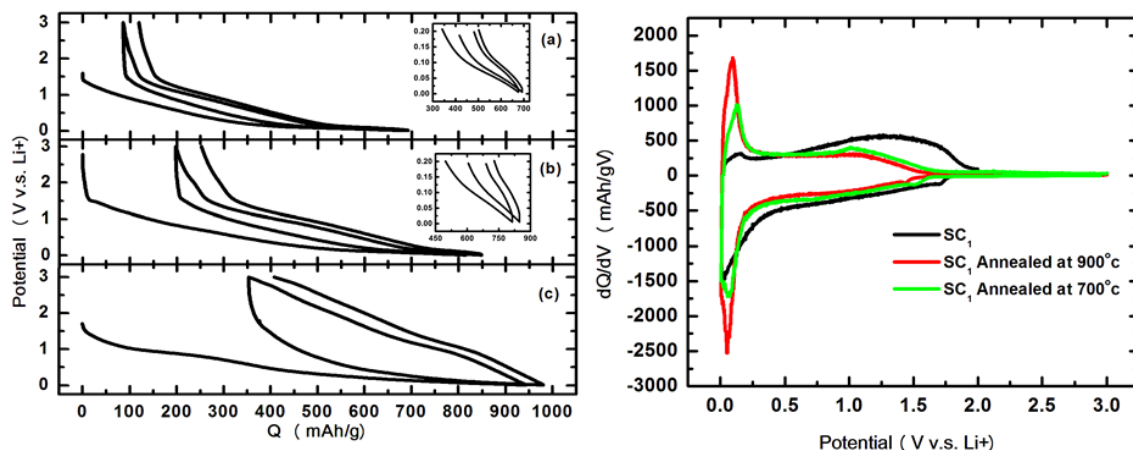 3
2
1
0
(a)
0.20
0.15
0.10
0.05
0.00
300 400 500 600 700
3
2
1
0
(b)
0.20
0.15
0.10
0.05
0.00
450 600 750 900
3
2
1
0
(c)
0 100 200 300 400 500 600 700 800 900 1000
Q ( mAh/g)
Potential ( V v.s. Li+)
2000
1500
1000
500
0
-500
-1000
-1500
-2000
-2500
-3000
dQ/dV ( mAh/gV)
SC₁
SC₁ Annealed at 900°c
SC₁ Annealed at 700°c
0.0 0.5 1.0 1.5 2.0 2.5 3.0
Potential ( V v.s. Li+)